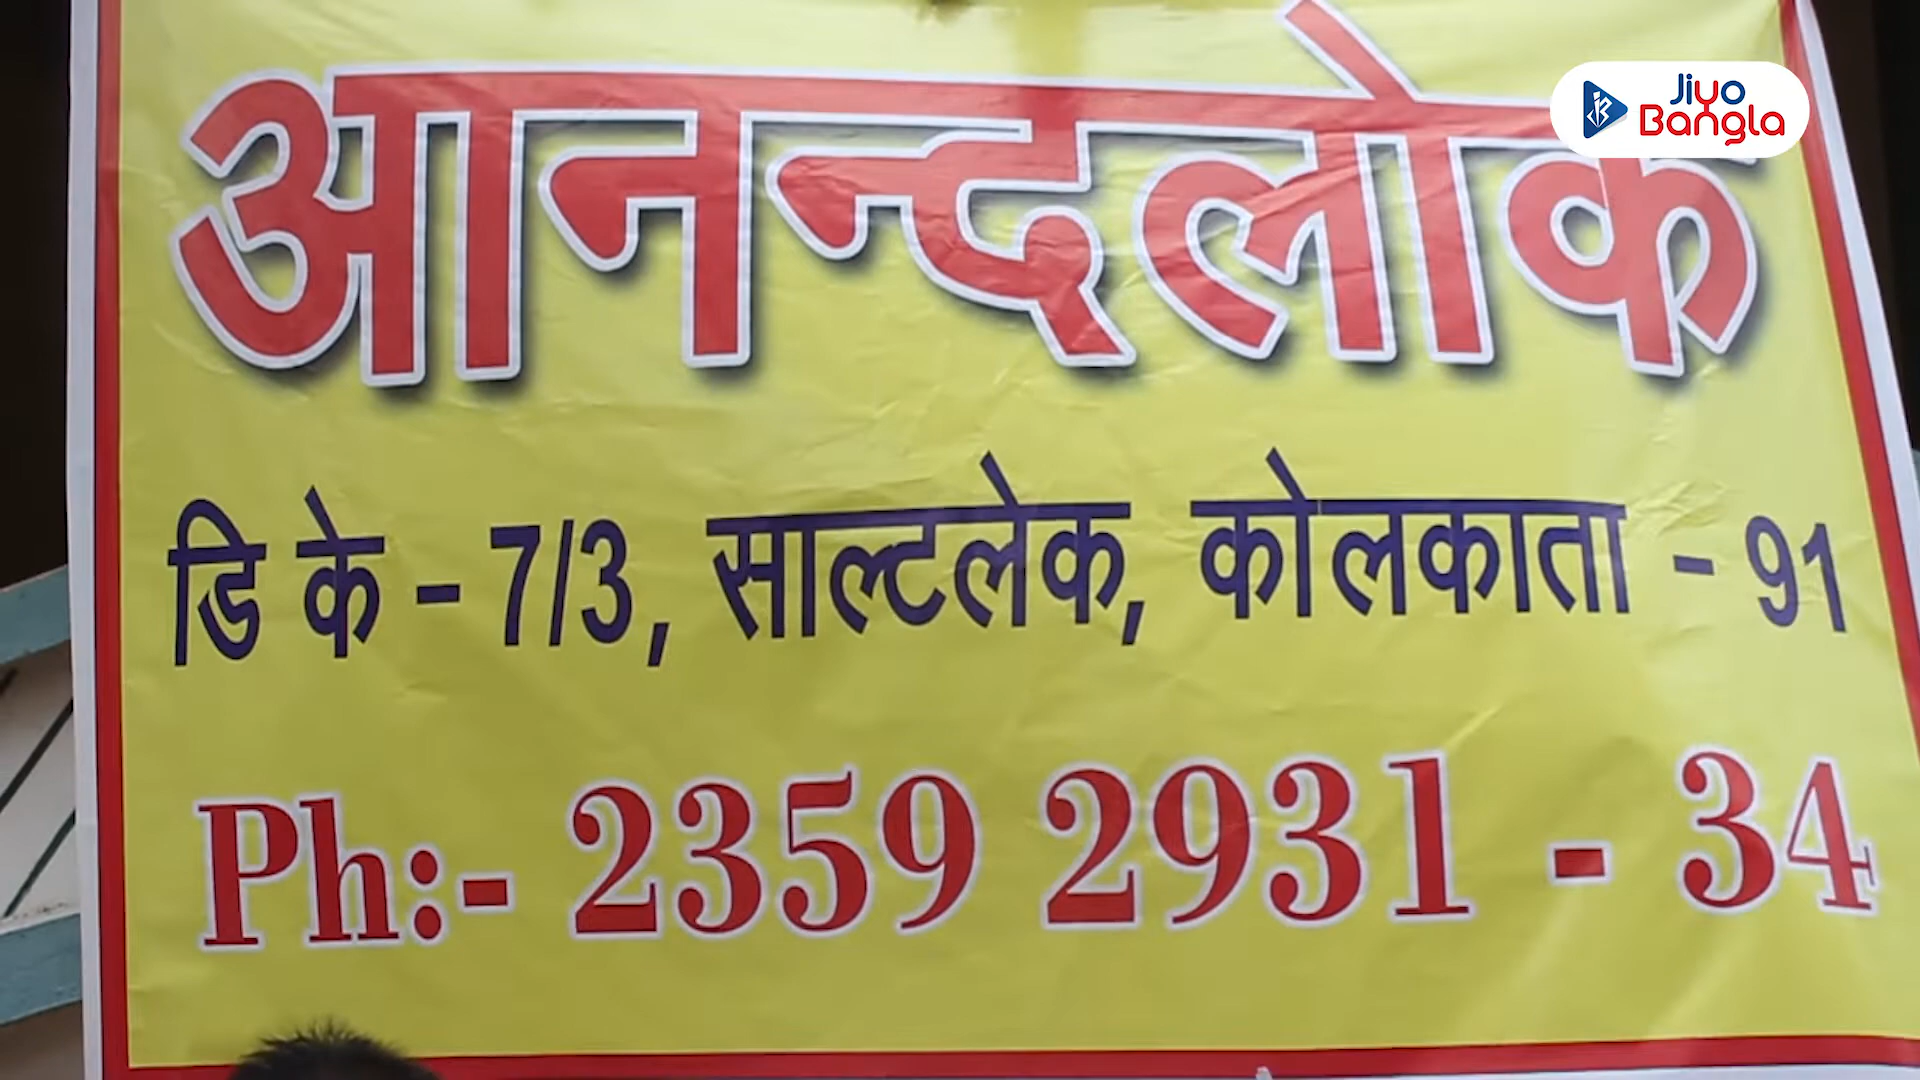 Jiyo
Bangla
आनन्दलोक
डि के - 7/3, साल्टलेक, कोलकाता - 91
Ph:- 2359 2931 - 34